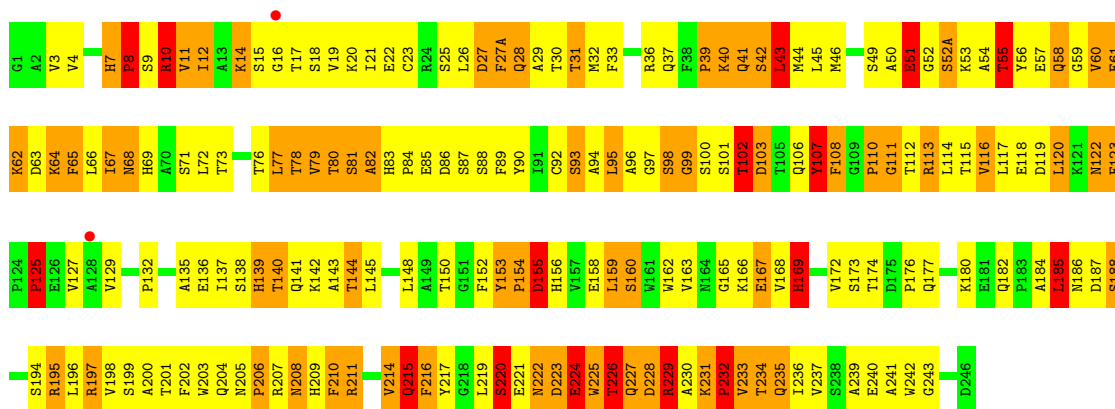 G1 A2 V3 V4 H7 P8 S9 R10 V11 I12 A13 K14 S15 G16 T17 S18 V19 K20 I21 E22 C23 R24 S25 L26 D27 F27A Q28 A29 T30 T31 M32 F33 R36 Q37 F38 P39 K40 Q41 S42 L43 M44 L45 M46 S49 A50 E51 G52 S52A K53 A54 T55 Y56 E57 Q58 G59 V60 E61
K62 D63 K64 F65 L66 I67 N68 H69 A70 S71 L72 T73 T76 L77 T78 V79 T80 S81 A82 H83 P84 E85 D86 S87 S88 F89 Y90 I91 C92 S93 A94 L95 A96 G97 S98 G99 S100 S101 T102 D103 T105 Q106 Y107 F108 G109 P110 G111 T112 R113 L114 T115 V116 L117 E118 D119 L120 K121 N122
P124 P125 E126 V127 A128 V129 P132 A135 E136 I137 S138 H139 T140 Q141 K142 A143 T144 L145 L148 A149 T150 G151 F152 Y153 P154 D155 H156 V157 E158 L159 S160 W161 W162 V163 N164 G165 K166 E167 V168 H169 V172 S173 T174 D175 P176 Q177 K180 E181 Q182 P183 A184 L185 N186 D187
S194 R195 L196 R197 V198 S199 A200 T201 F202 W203 Q204 N205 P206 R207 N208 H209 F210 R211 V214 Q215 F216 Y217 G218 L219 S220 E221 N222 D223 E224 W225 T226 Q227 D228 R229 A230 K231 P232 V233 T234 Q235 I236 V237 S238 A239 E240 A241 W242 G243 D246